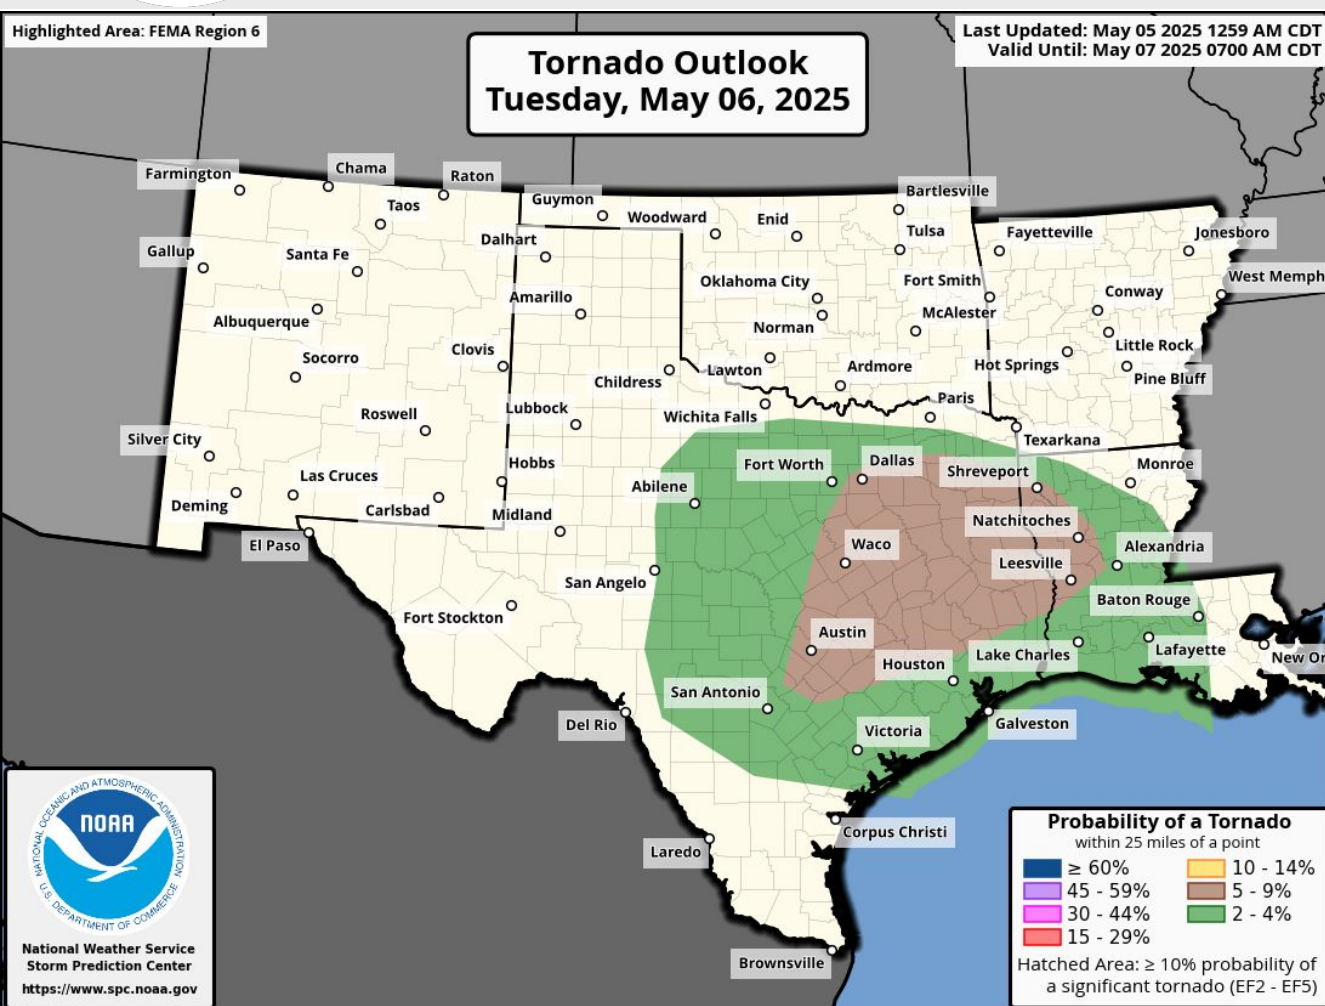 Highlighted Area: FEMA Region 6
Last Updated: May 05 2025 1259 AM CDT
Valid Until: May 07 2025 0700 AM CDT
Tornado Outlook
Tuesday, May 06, 2025
Farmington
Chama
Raton
Taos
Guymon
Woodward
Enid
Bartlesville
Tulsa
Fayetteville
Jonesboro
Gallup
Santa Fe
Dalhart
Oklahoma City
Fort Smith
West Memph
Albuquerque
Amarillo
Norman
McAlester
Conway
Little Rock
Socorro
Clovis
Childress
Lawton
Ardmore
Hot Springs
Pine Bluff
Roswell
Lubbock
Wichita Falls
Paris
Texarkana
Silver City
Las Cruces
Hobbs
Fort Worth
Dallas
Shreveport
Monroe
Deming
Carlsbad
Midland
Abilene
Natchitoches
El Paso
Waco
Alexandria
San Angelo
Leesville
Fort Stockton
Baton Rouge
Austin
Houston
Lake Charles
Lafayette
New Or
San Antonio
Del Rio
Victoria
Galveston
Corpus Christi
Laredo
Brownsville
NATIONAL OCEANIC AND ATMOSPHERIC ADMINISTRATION
NOAA
U.S. DEPARTMENT OF COMMERCE
National Weather Service
Storm Prediction Center
https://www.spc.noaa.gov
Probability of a Tornado
within 25 miles of a point
≥ 60%
45 - 59%
30 - 44%
15 - 29%
10 - 14%
5 - 9%
2 - 4%
Hatched Area: ≥ 10% probability of
a significant tornado (EF2 - EF5)